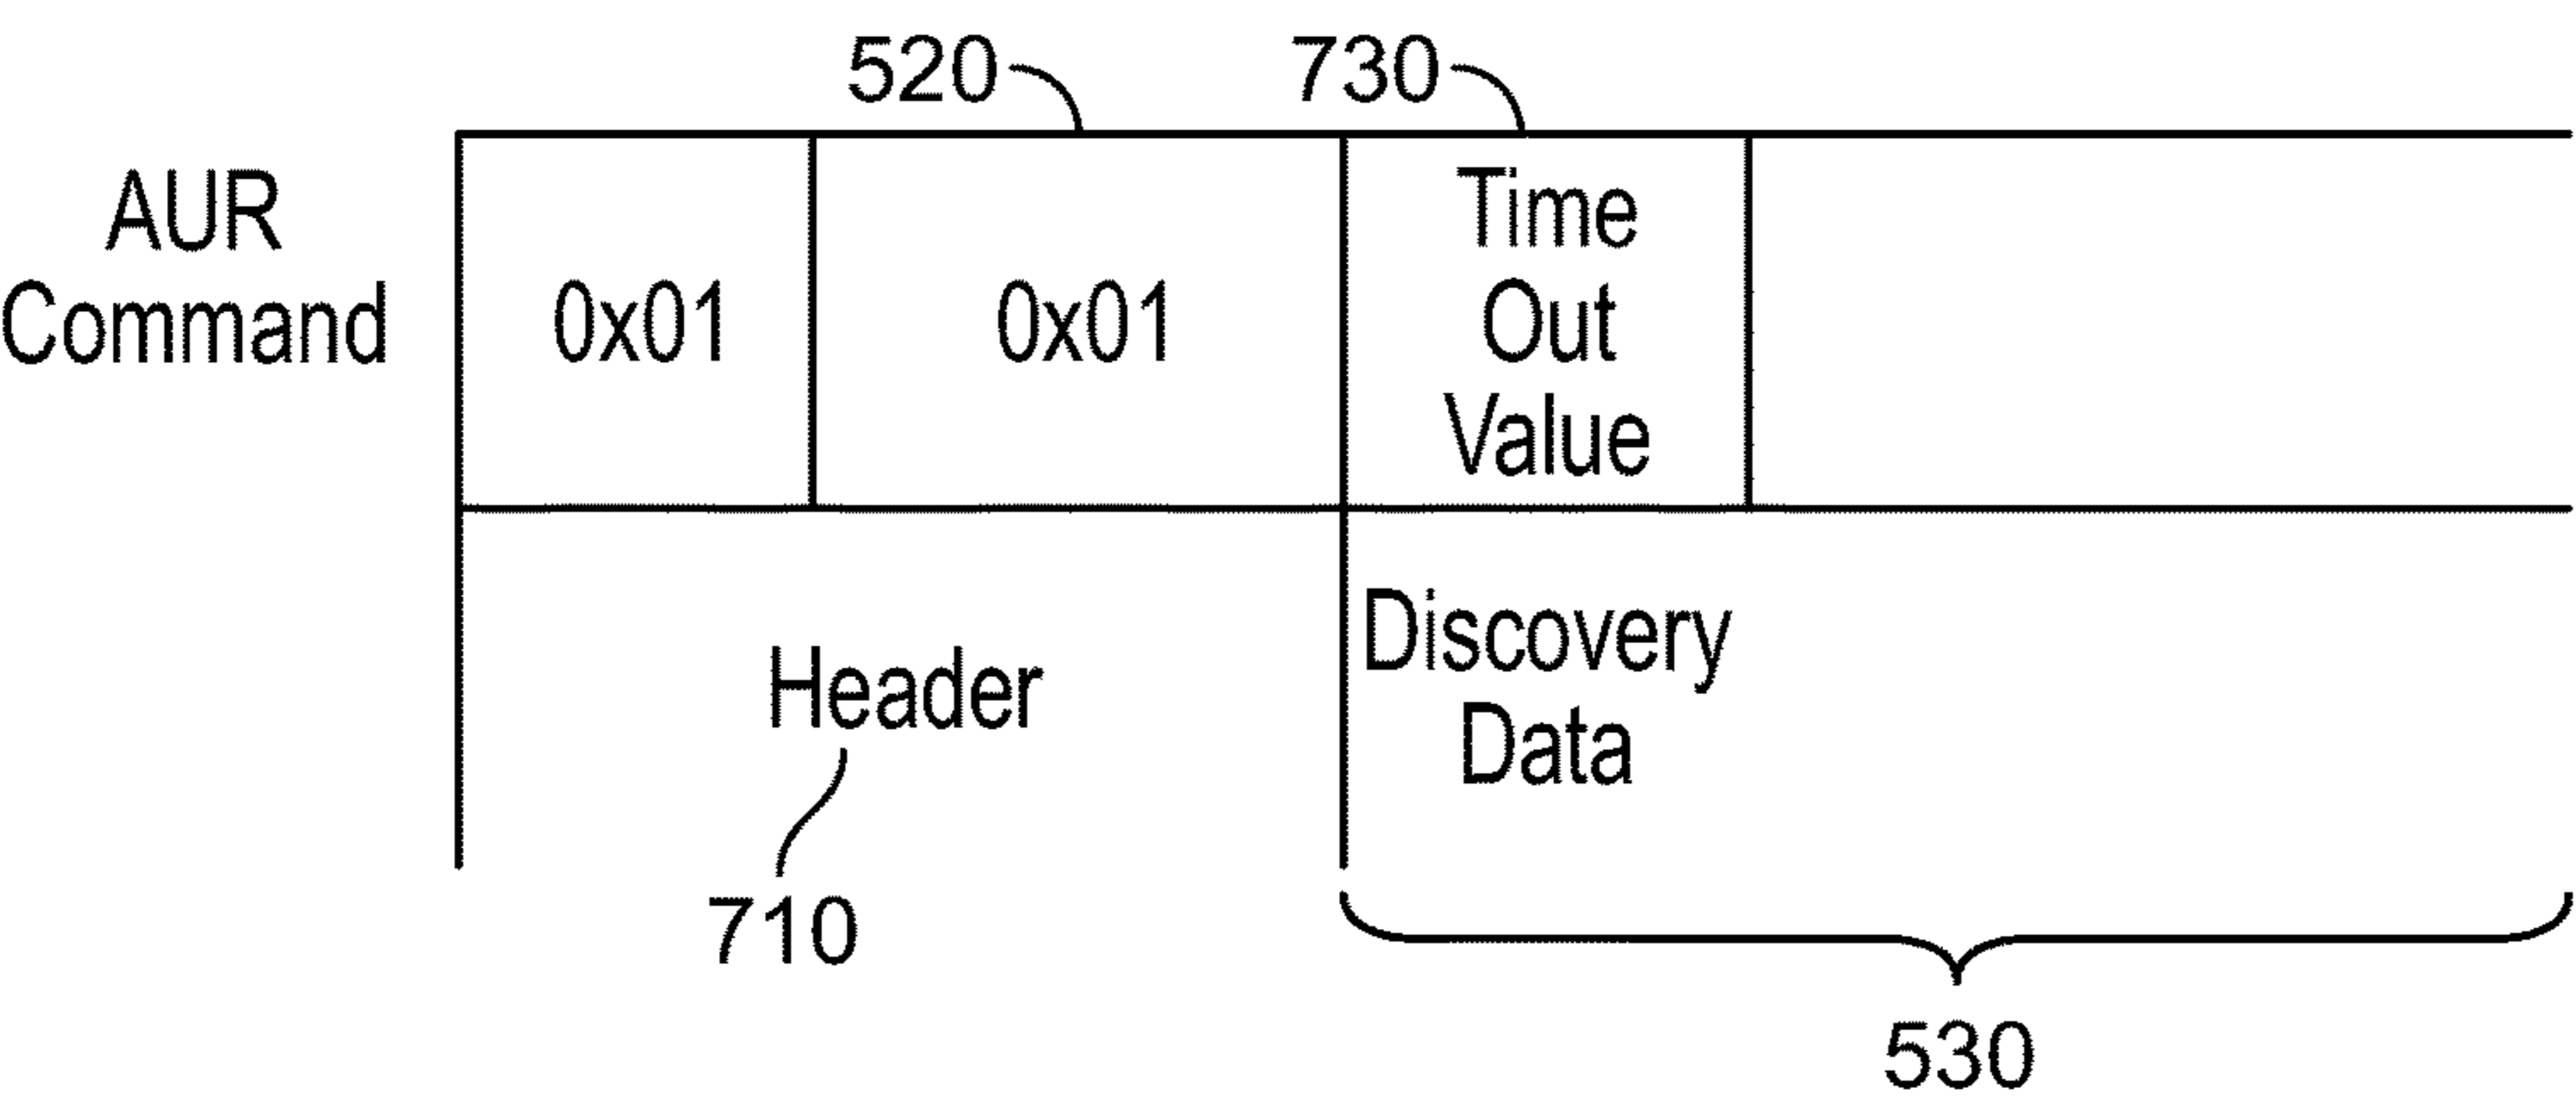 520
730
AUR
Command
0x01
0x01
Time
Out
Value
Header
Discovery
Data
710
530